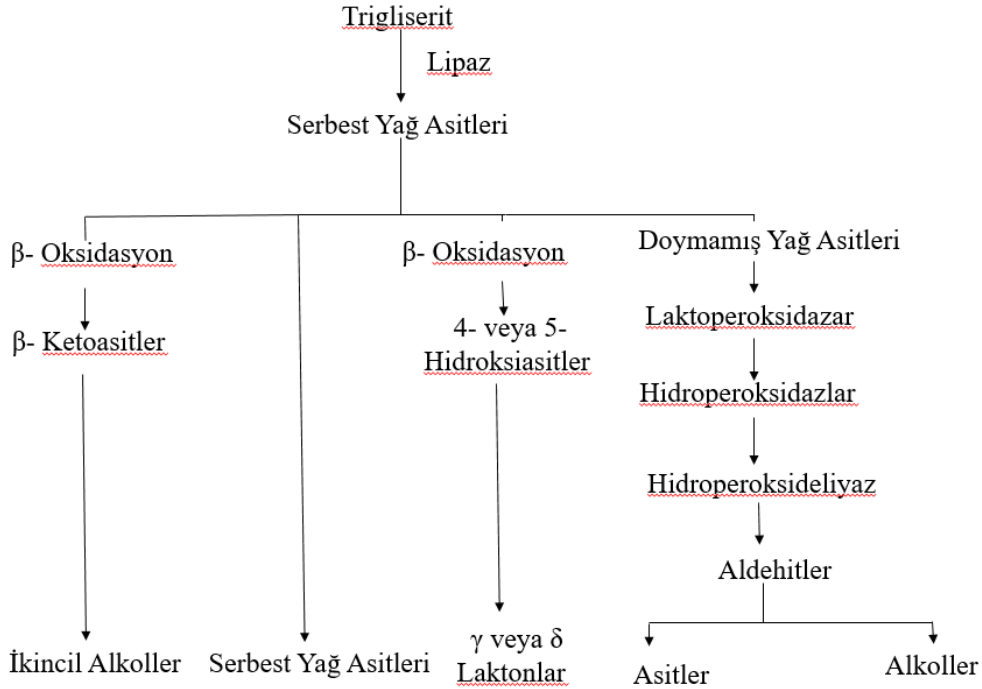 Trigliserit
Lipaz
Serbest Yağ Asitleri
β- Oksidasyon
β- Ketoasitler
İkincil Alkoller
Serbest Yağ Asitleri
β- Oksidasyon
4- veya 5-
Hidroksiasitler
γ veya δ
Laktonlar
Doymamış Yağ Asitleri
Laktoperoksidazar
Hidroperoksidazlar
Hidroperoksideliyaz
Aldehitler
Asitler
Alkoller